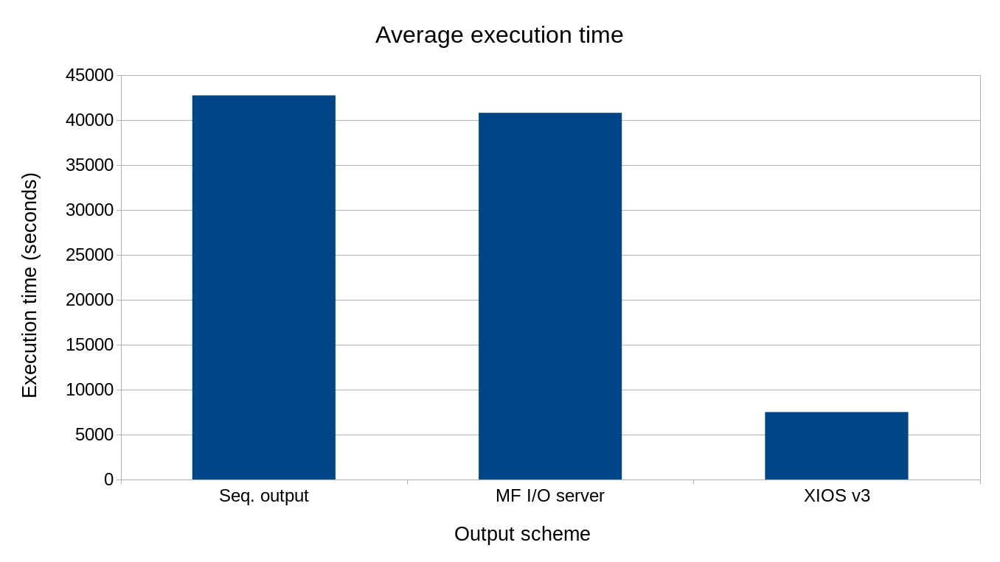 Average execution time
Execution time (seconds)
45000
40000
35000
30000
25000
20000
15000
10000
5000
0
Seq. output
MF I/O server
XIOS v3
Output scheme